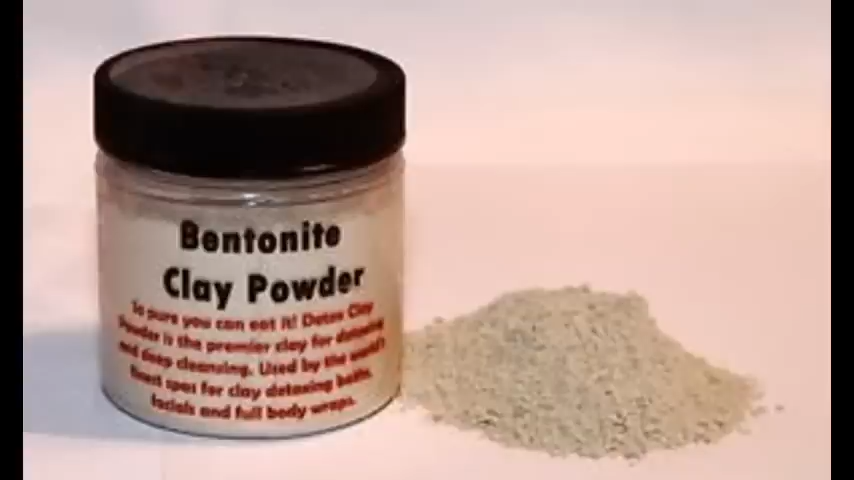 Bentonite
Clay Powder
So pure you can eat it! Detox Clay
Powder is the premier clay for detoxing
and deep cleansing. Used by the world's
finest spas for clay detoxing baths,
facials and full body wraps.